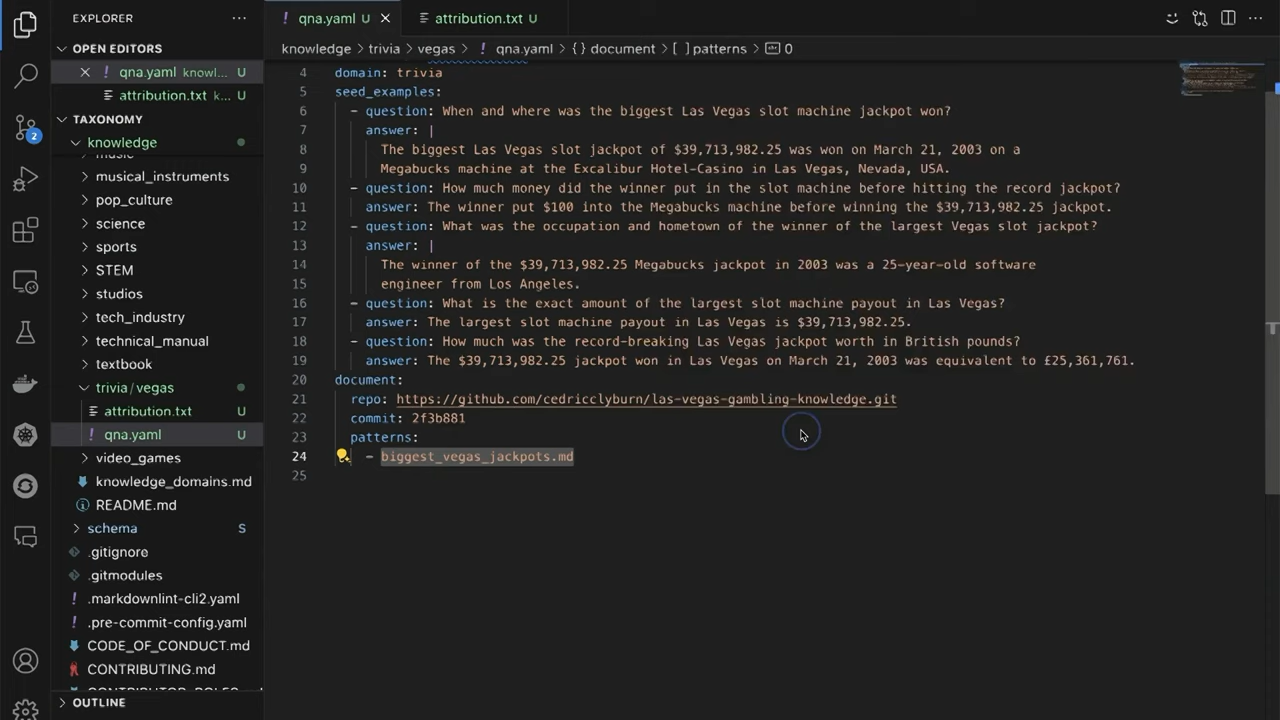 EXPLORER
OPEN EDITORS
qna.yaml knowl... U
attribution.txt k... U
TAXONOMY
knowledge
musical_instruments
pop_culture
science
sports
STEM
studios
tech_industry
technical_manual
textbook
trivia/vegas
attribution.txt U
qna.yaml U
video_games
knowledge_domains.md
README.md
schema S
.gitignore
.gitmodules
.markdownlint-cli2.yaml
.pre-commit-config.yaml
CODE_OF_CONDUCT.md
CONTRIBUTING.md
OUTLINE
2
qna.yaml U
attribution.txt U
knowledge > trivia > vegas > ! qna.yaml > {} document > [ ] patterns > abc 0
4 domain: trivia
5 seed_examples:
6 - question: When and where was the biggest Las Vegas slot machine jackpot won?
7 answer: |
8 The biggest Las Vegas slot jackpot of $39,713,982.25 was won on March 21, 2003 on a
9 Megabucks machine at the Excalibur Hotel-Casino in Las Vegas, Nevada, USA.
10 - question: How much money did the winner put in the slot machine before hitting the record jackpot?
11 answer: The winner put $100 into the Megabucks machine before winning the $39,713,982.25 jackpot.
12 - question: What was the occupation and hometown of the winner of the largest Vegas slot jackpot?
13 answer: |
14 The winner of the $39,713,982.25 Megabucks jackpot in 2003 was a 25-year-old software
15 engineer from Los Angeles.
16 - question: What is the exact amount of the largest slot machine payout in Las Vegas?
17 answer: The largest slot machine payout in Las Vegas is $39,713,982.25.
18 - question: How much was the record-breaking Las Vegas jackpot worth in British pounds?
19 answer: The $39,713,982.25 jackpot won in Las Vegas on March 21, 2003 was equivalent to £25,361,761.
20 document:
21 repo: https://github.com/cedricclyburn/las-vegas-gambling-knowledge.git
22 commit: 2f3b881
23 patterns:
24 - biggest_vegas_jackpots.md
25